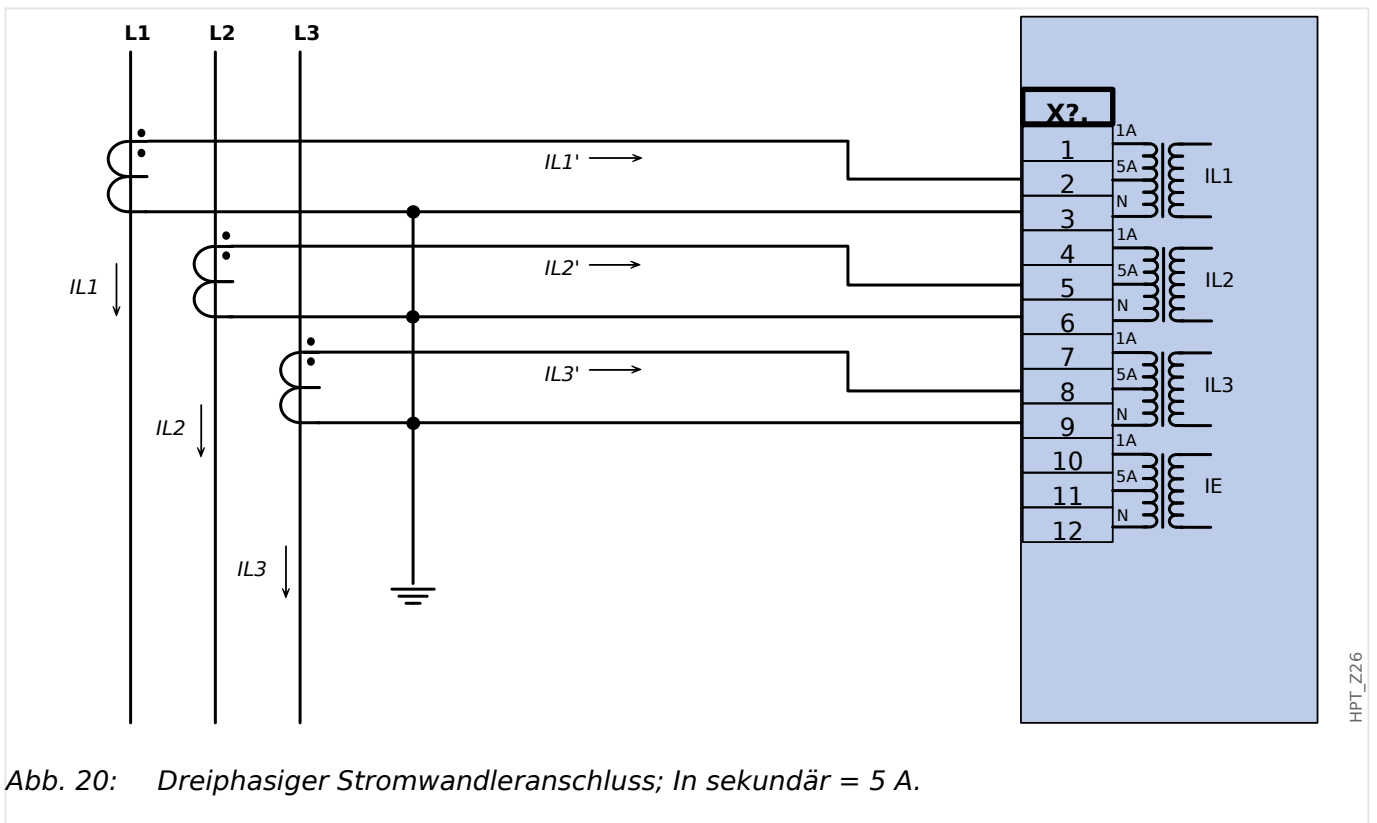 L1 L2 L3
X?.
1A
1
IL1'
5A
IL1
2
N
3
1A
4
IL2'
5A
IL2
IL1
5
N
6
1A
7
IL3'
5A
IL3
8
N
IL2
9
1A
10
5A
IE
11
N
12
IL3
HPT_Z26
Abb. 20: Dreiphasiger Stromwandleranschluss; In sekundär = 5 A.